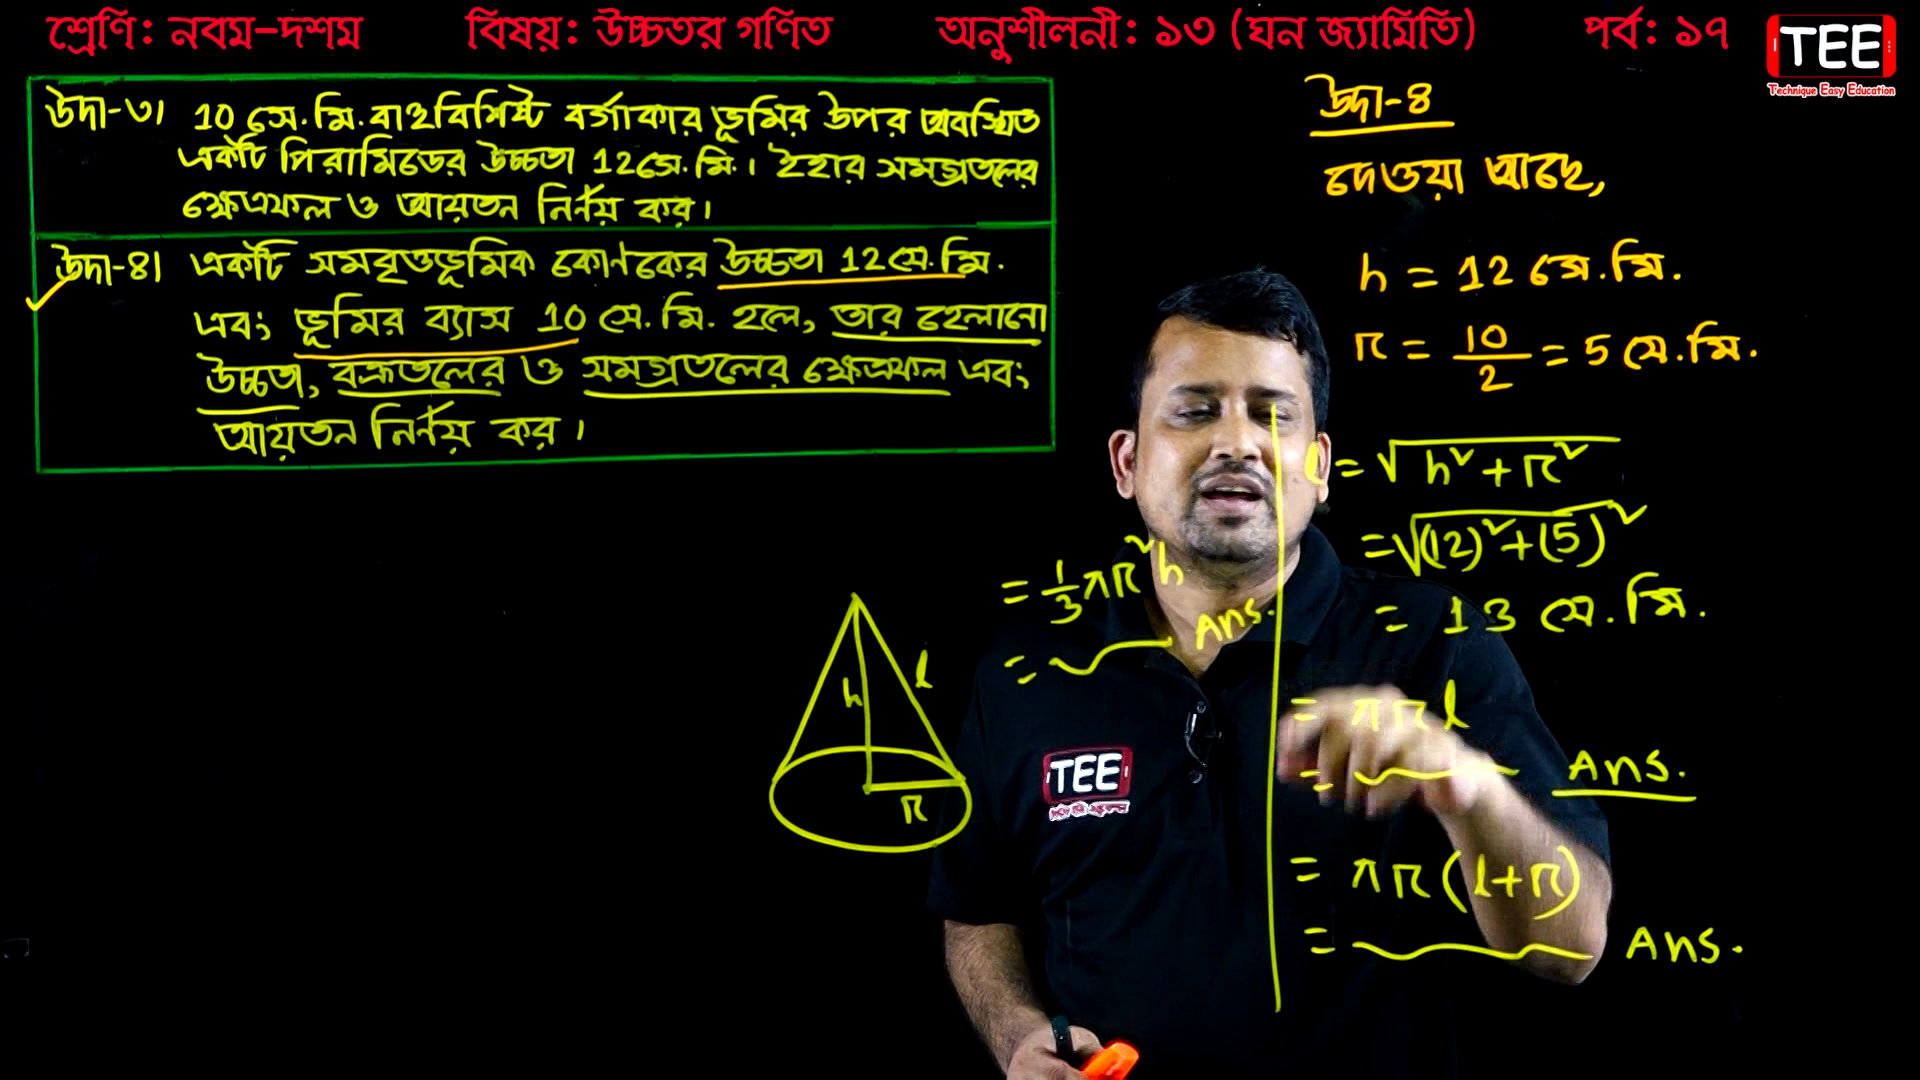 শ্রেণি: নবম-দশম বিষয়: উচ্চতর গণিত অনুশীলনী: ১৩ (ঘন জ্যামিতি) পর্ব: ১৭
TEE
Technique Easy Education
উদা-৩। 10 সে.মি. বাহুবিশিষ্ট বর্গাকার ভূমির উপর অবস্থিত
একটি পিরামিডের উচ্চতা 12 সে.মি.। ইহার সমগ্রতলের
ক্ষেত্রফল ও আয়তন নির্ণয় কর।
উদা-৪। একটি সমবৃত্তভূমিক কোণকের উচ্চতা 12 সে.মি.
এবং ভূমির ব্যাস 10 সে.মি. হলে, তার হেলানো
উচ্চতা, বক্রতলের ও সমগ্রতলের ক্ষেত্রফল এবং
আয়তন নির্ণয় কর।
উদা-৪
দেওয়া আছে,
h = 12 সে.মি.
r = 10/2 = 5 সে.মি.
l = √(h² + r²)
= √((12)² + (5)²)
= 13 সে.মি.
= πrl
= Ans.
= πr(l+r)
= Ans.
= 1/3 πr²h
= Ans.
h
l
r
TEE